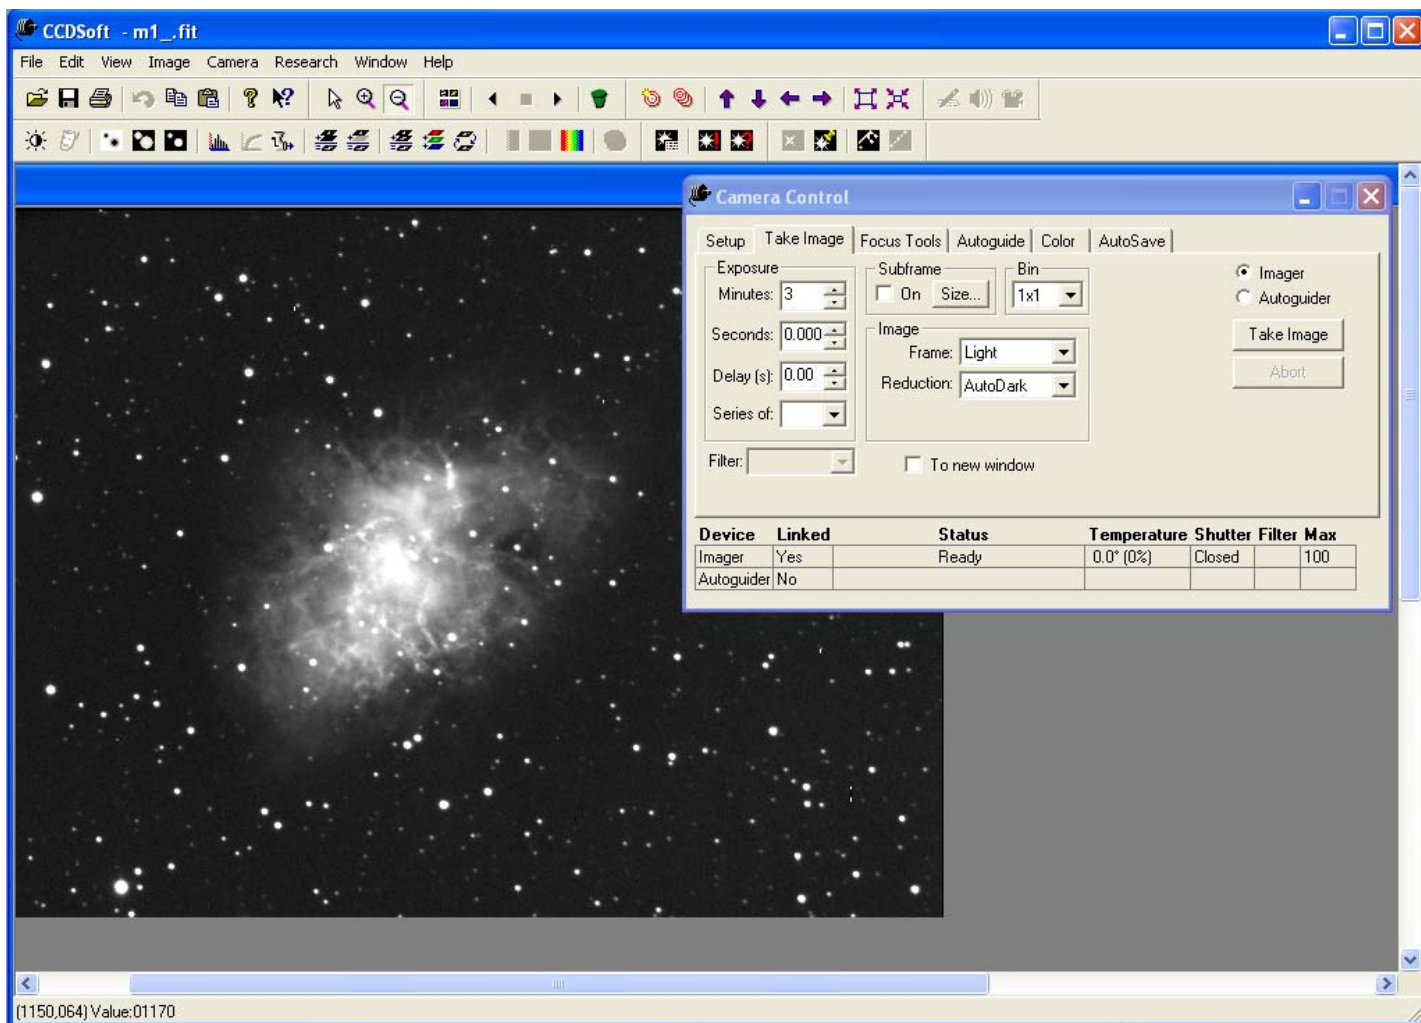 CCDSoft - m1_.fit
File Edit View Image Camera Research Window Help
Camera Control
Setup Take Image Focus Tools Autoguide Color AutoSave
Exposure
Minutes: 3
Seconds: 0.000
Delay (s): 0.00
Series of:
Filter:
Subframe
On Size...
Bin
1x1
Image
Frame: Light
Reduction: AutoDark
To new window
Imager
Autoguider
Take Image
Abort
Device Linked Status Temperature Shutter Filter Max
Imager Yes Ready 0.0° (0%) Closed 100
Autoguider No
(1150,064) Value:01170